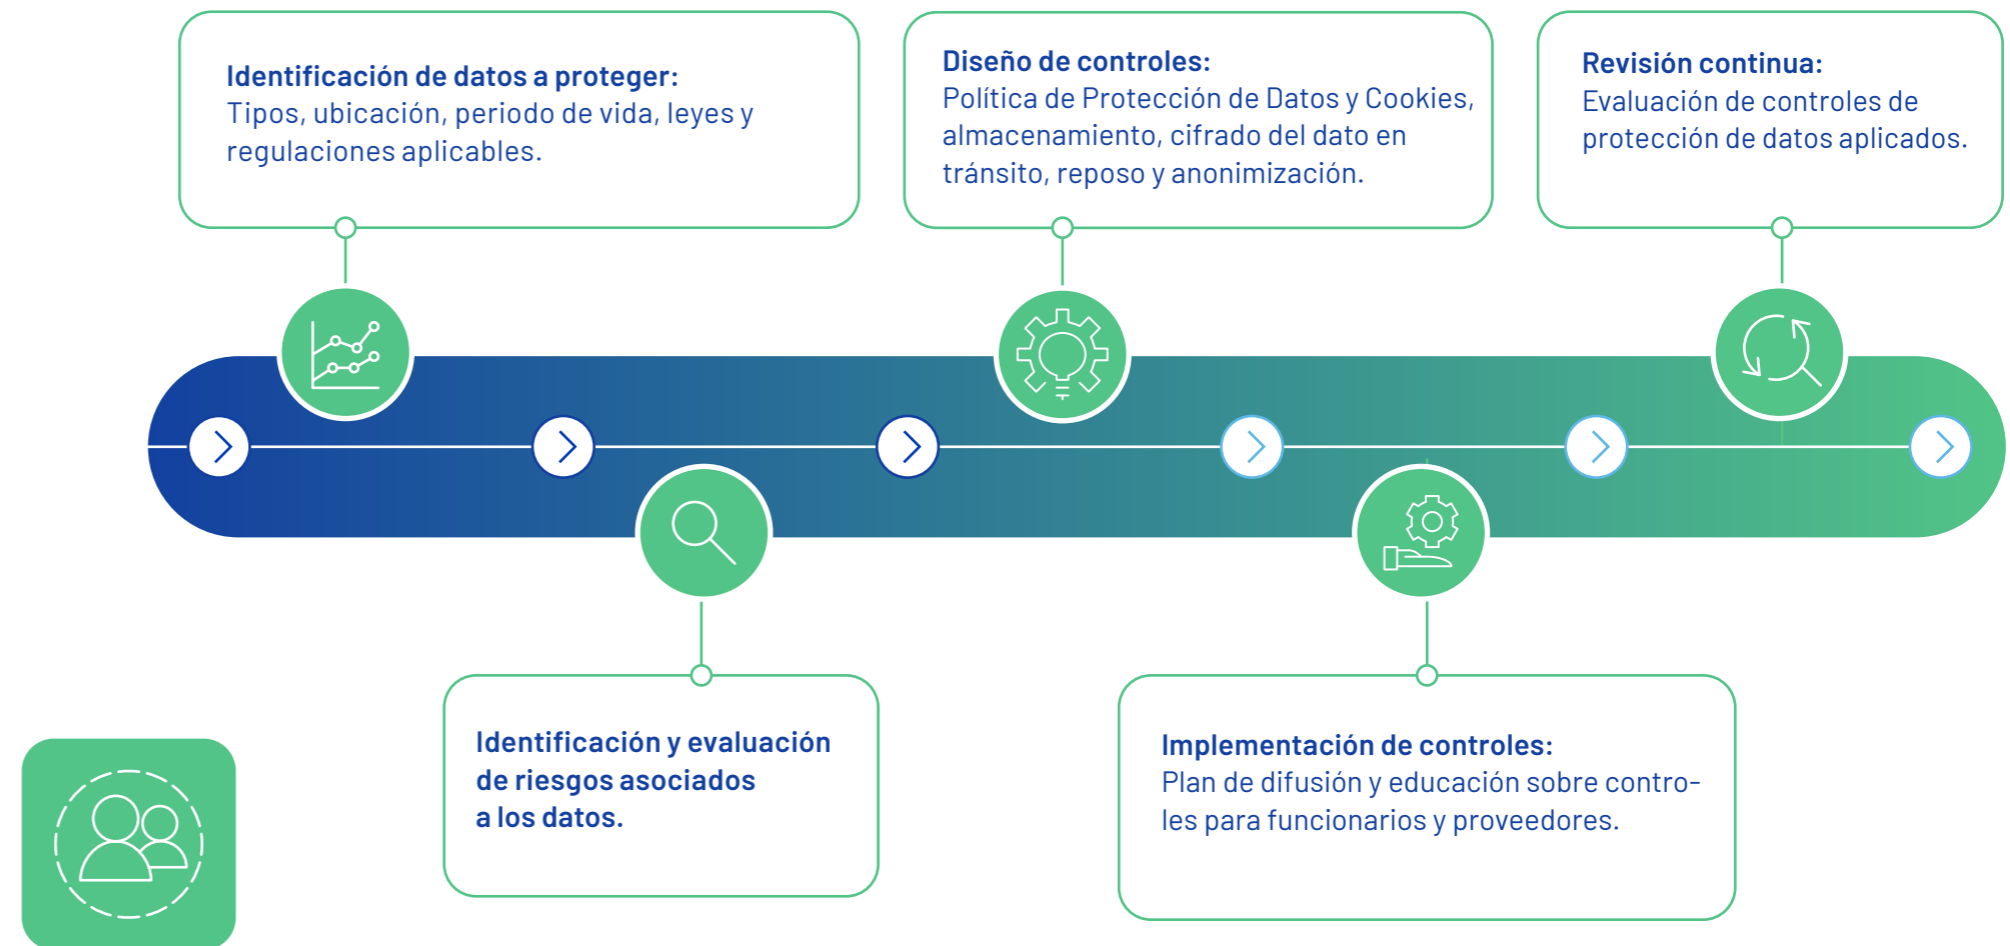 Identificación de datos a proteger:
Tipos, ubicación, periodo de vida, leyes y
regulaciones aplicables.
Identificación y evaluación
de riesgos asociados
a los datos.
Diseño de controles:
Política de Protección de Datos y Cookies,
almacenamiento, cifrado del dato en
tránsito, reposo y anonimización.
Implementación de controles:
Plan de difusión y educación sobre contro-
les para funcionarios y proveedores.
Revisión continua:
Evaluación de controles de
protección de datos aplicados.